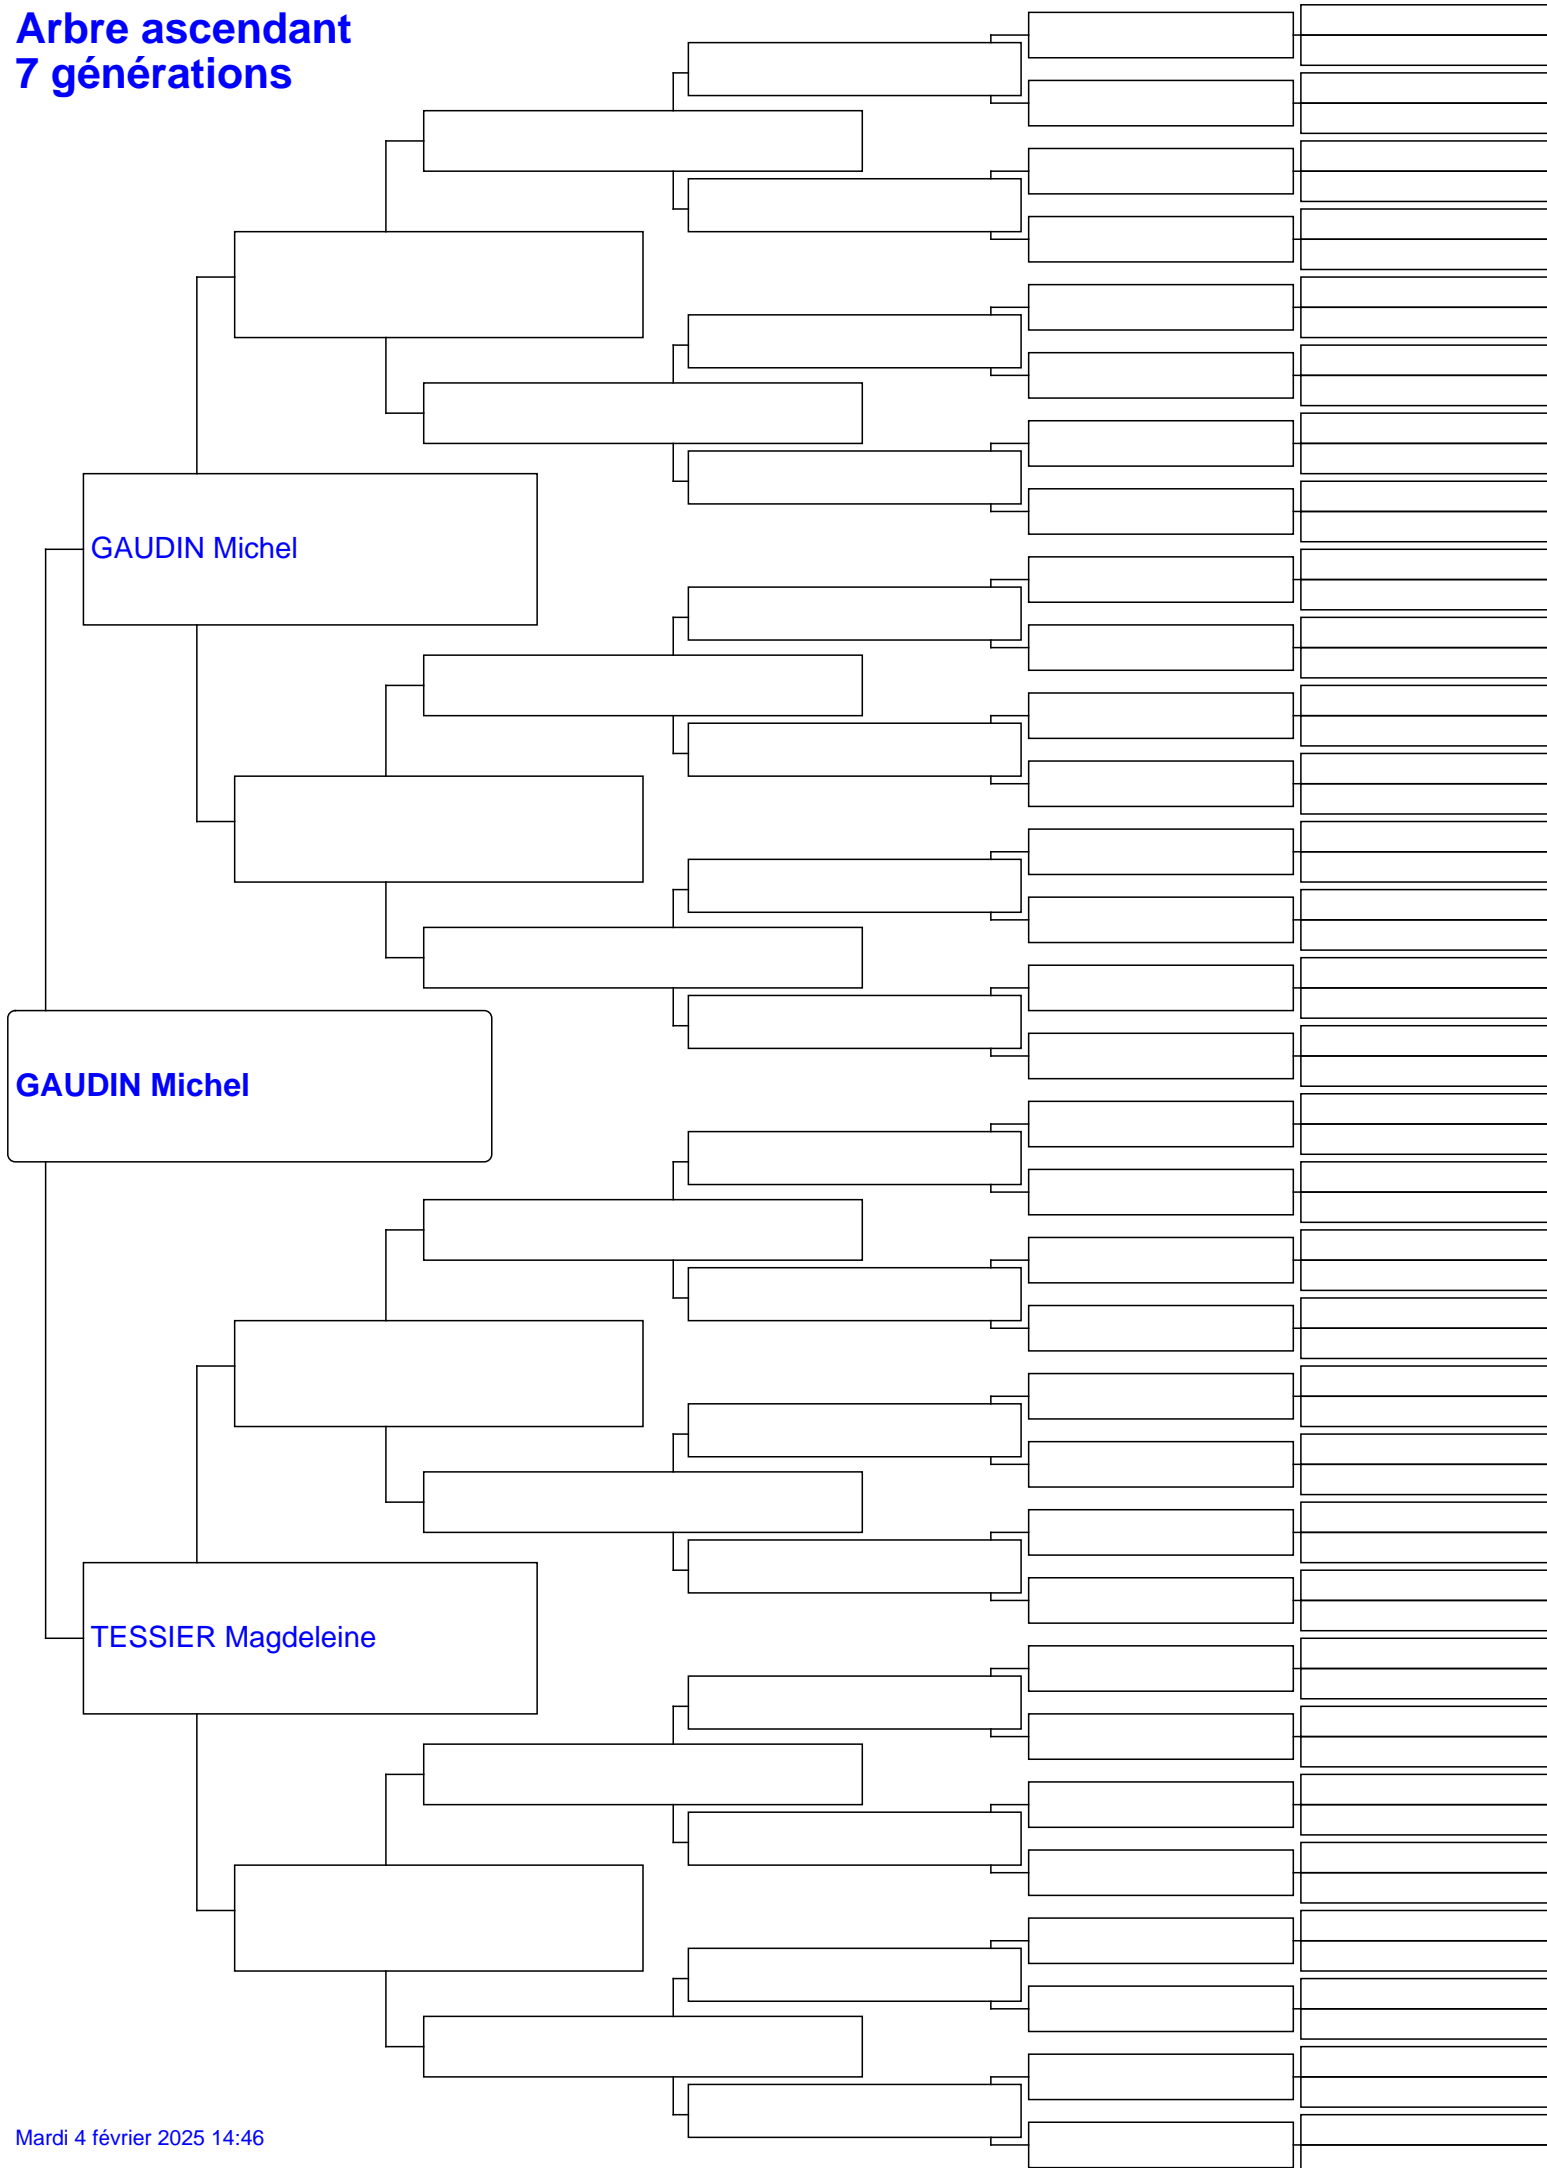 Arbre ascendant
7 générations
GAUDIN Michel
GAUDIN Michel
TESSIER Magdeleine
Mardi 4 février 2025 14:46